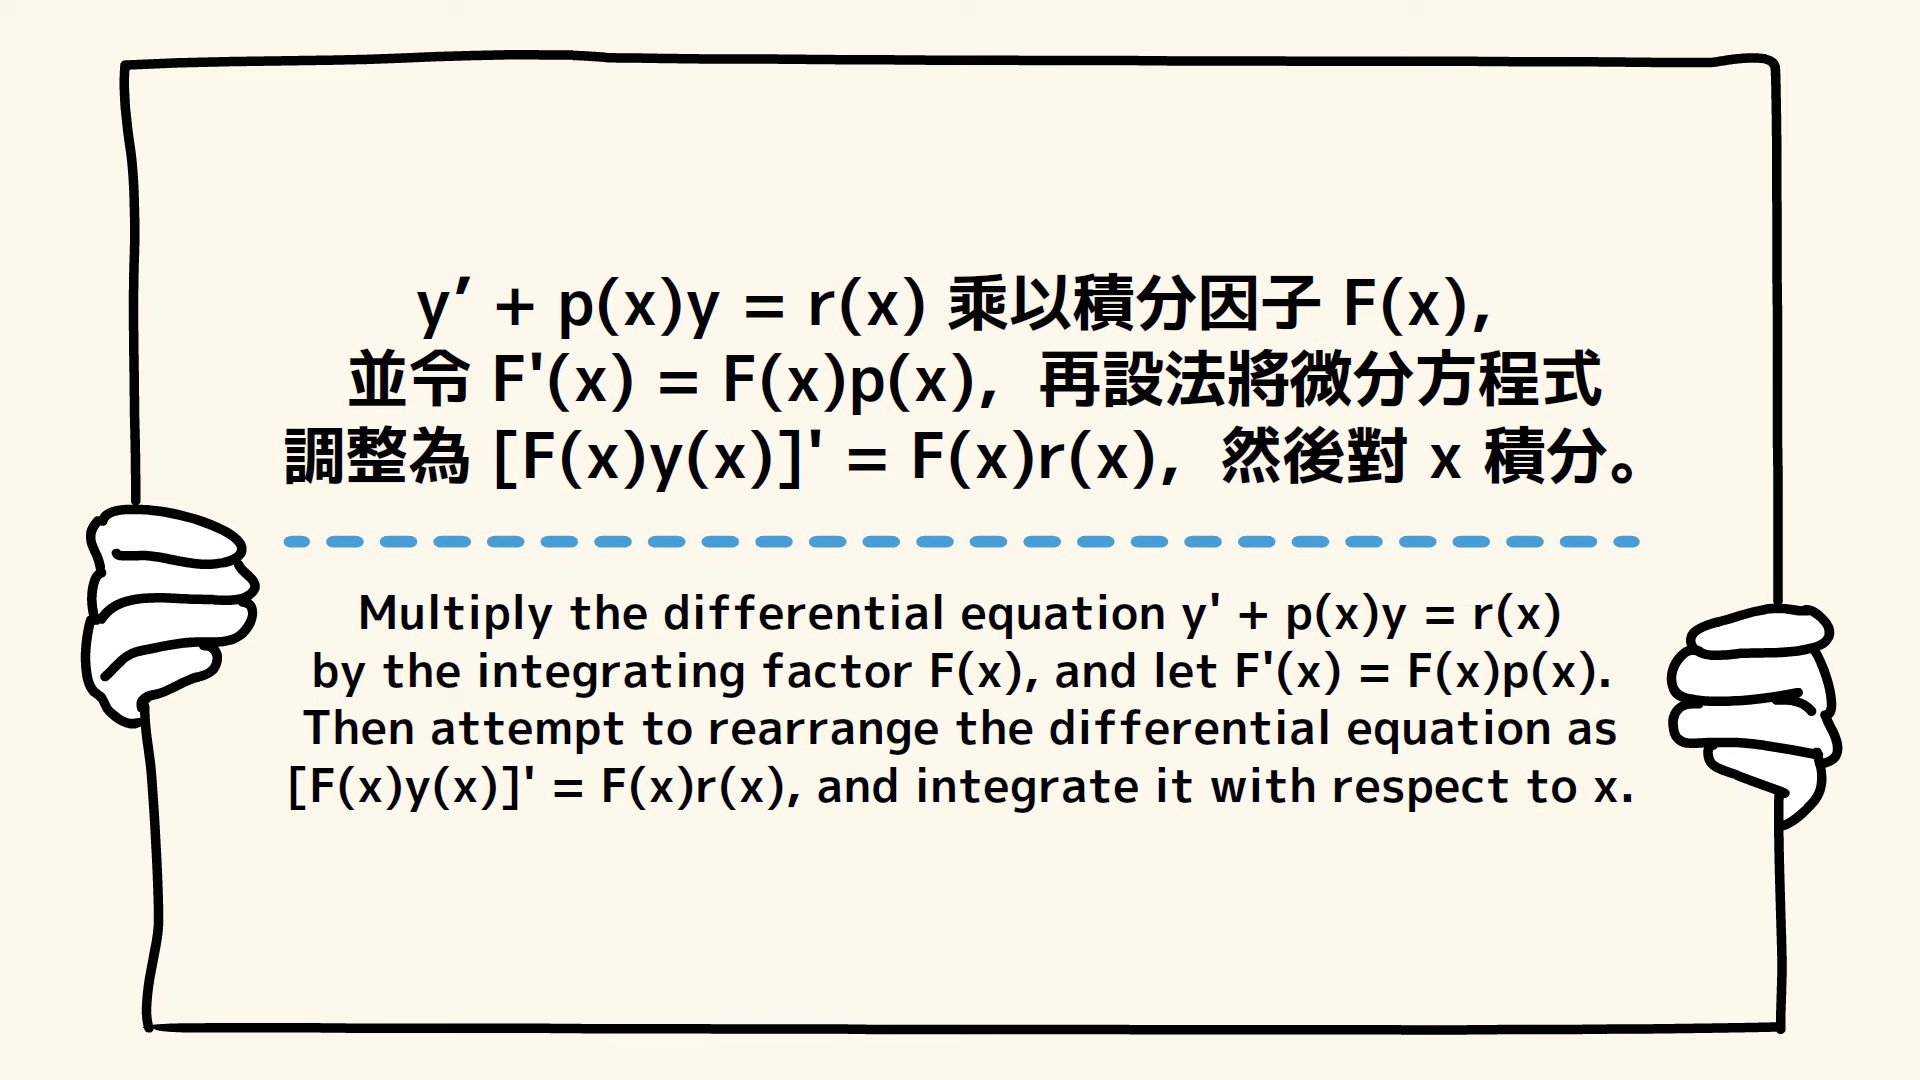 y’ + p(x)y = r(x) 乘以積分因子 F(x),
並令 F'(x) = F(x)p(x), 再設法將微分方程式
調整為 [F(x)y(x)]' = F(x)r(x), 然後對 x 積分。
Multiply the differential equation y' + p(x)y = r(x)
by the integrating factor F(x), and let F'(x) = F(x)p(x).
Then attempt to rearrange the differential equation as
[F(x)y(x)]' = F(x)r(x), and integrate it with respect to x.